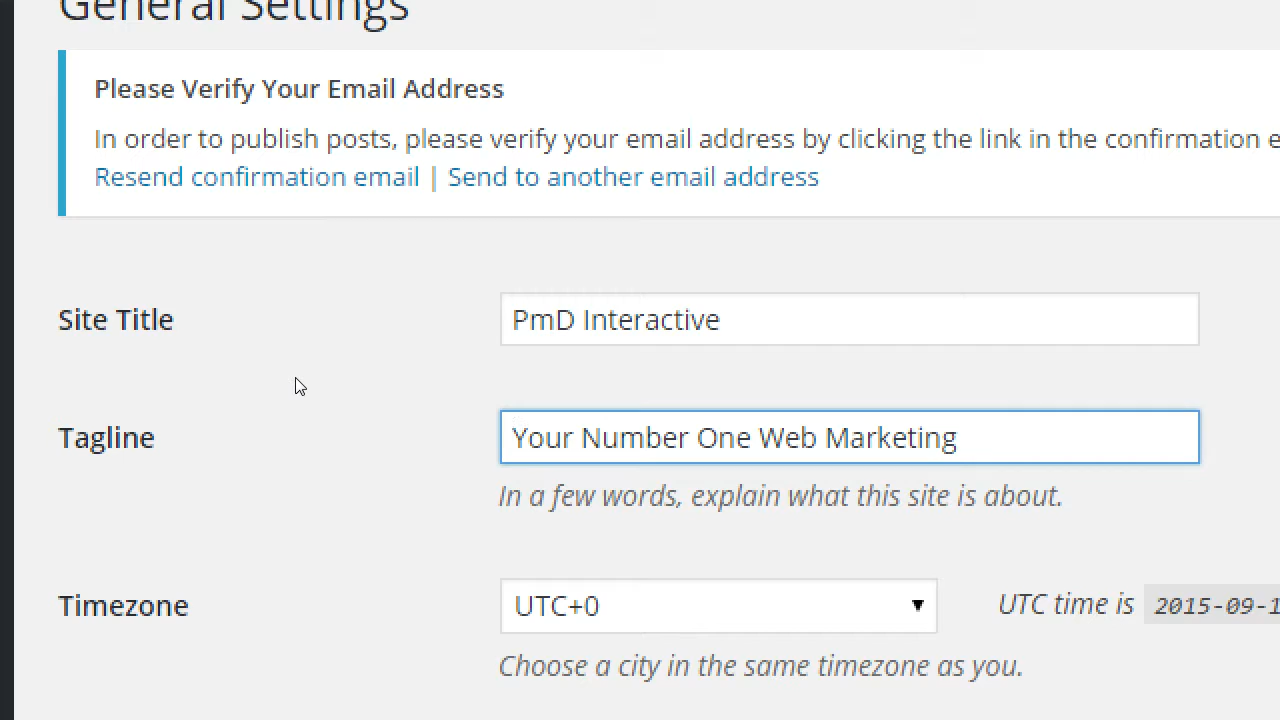 General Settings
Please Verify Your Email Address
In order to publish posts, please verify your email address by clicking the link in the confirmation
Resend confirmation email | Send to another email address
Site Title
PmD Interactive
Tagline
Your Number One Web Marketing
In a few words, explain what this site is about.
Timezone
UTC+0
UTC time is 2015-09-1
Choose a city in the same timezone as you.